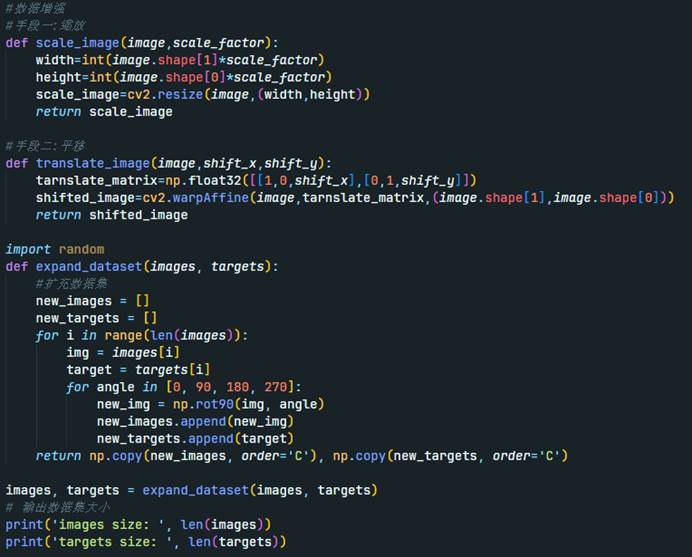 #数据增强
#手段一:缩放
def scale_image(image,scale_factor):
    width=int(image.shape[1]*scale_factor)
    height=int(image.shape[0]*scale_factor)
    scale_image=cv2.resize(image,(width,height))
    return scale_image

#手段二:平移
def translate_image(image,shift_x,shift_y):
    tarnslate_matrix=np.float32([[1,0,shift_x],[0,1,shift_y]])
    shifted_image=cv2.warpAffine(image,tarnslate_matrix,(image.shape[1],image.shape[0]))
    return shifted_image

import random
def expand_dataset(images, targets):
    #扩充数据集
    new_images = []
    new_targets = []
    for i in range(len(images)):
        img = images[i]
        target = targets[i]
        for angle in [0, 90, 180, 270]:
            new_img = np.rot90(img, angle)
            new_images.append(new_img)
            new_targets.append(target)
    return np.copy(new_images, order='C'), np.copy(new_targets, order='C')

images, targets = expand_dataset(images, targets)
# 输出数据集大小
print('images size: ', len(images))
print('targets size: ', len(targets))